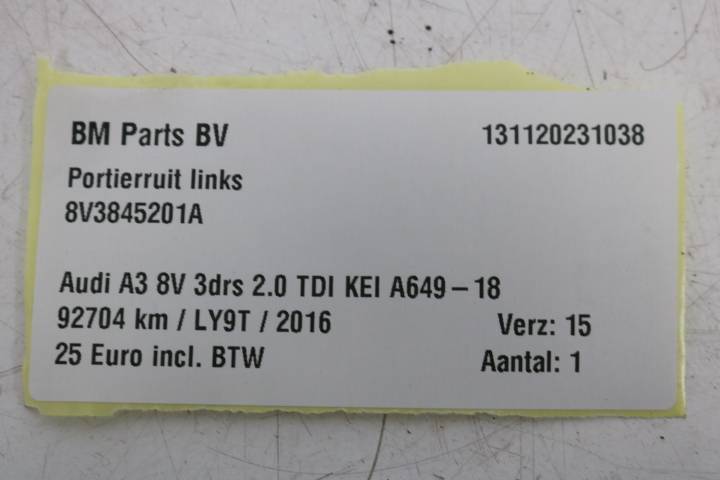 BM Parts BV 131120231038
Portierruit links
8V3845201A
Audi A3 8V 3drs 2.0 TDI KEI A649-18
92704 km / LY9T / 2016 Verz: 15
25 Euro incl. BTW Aantal: 1